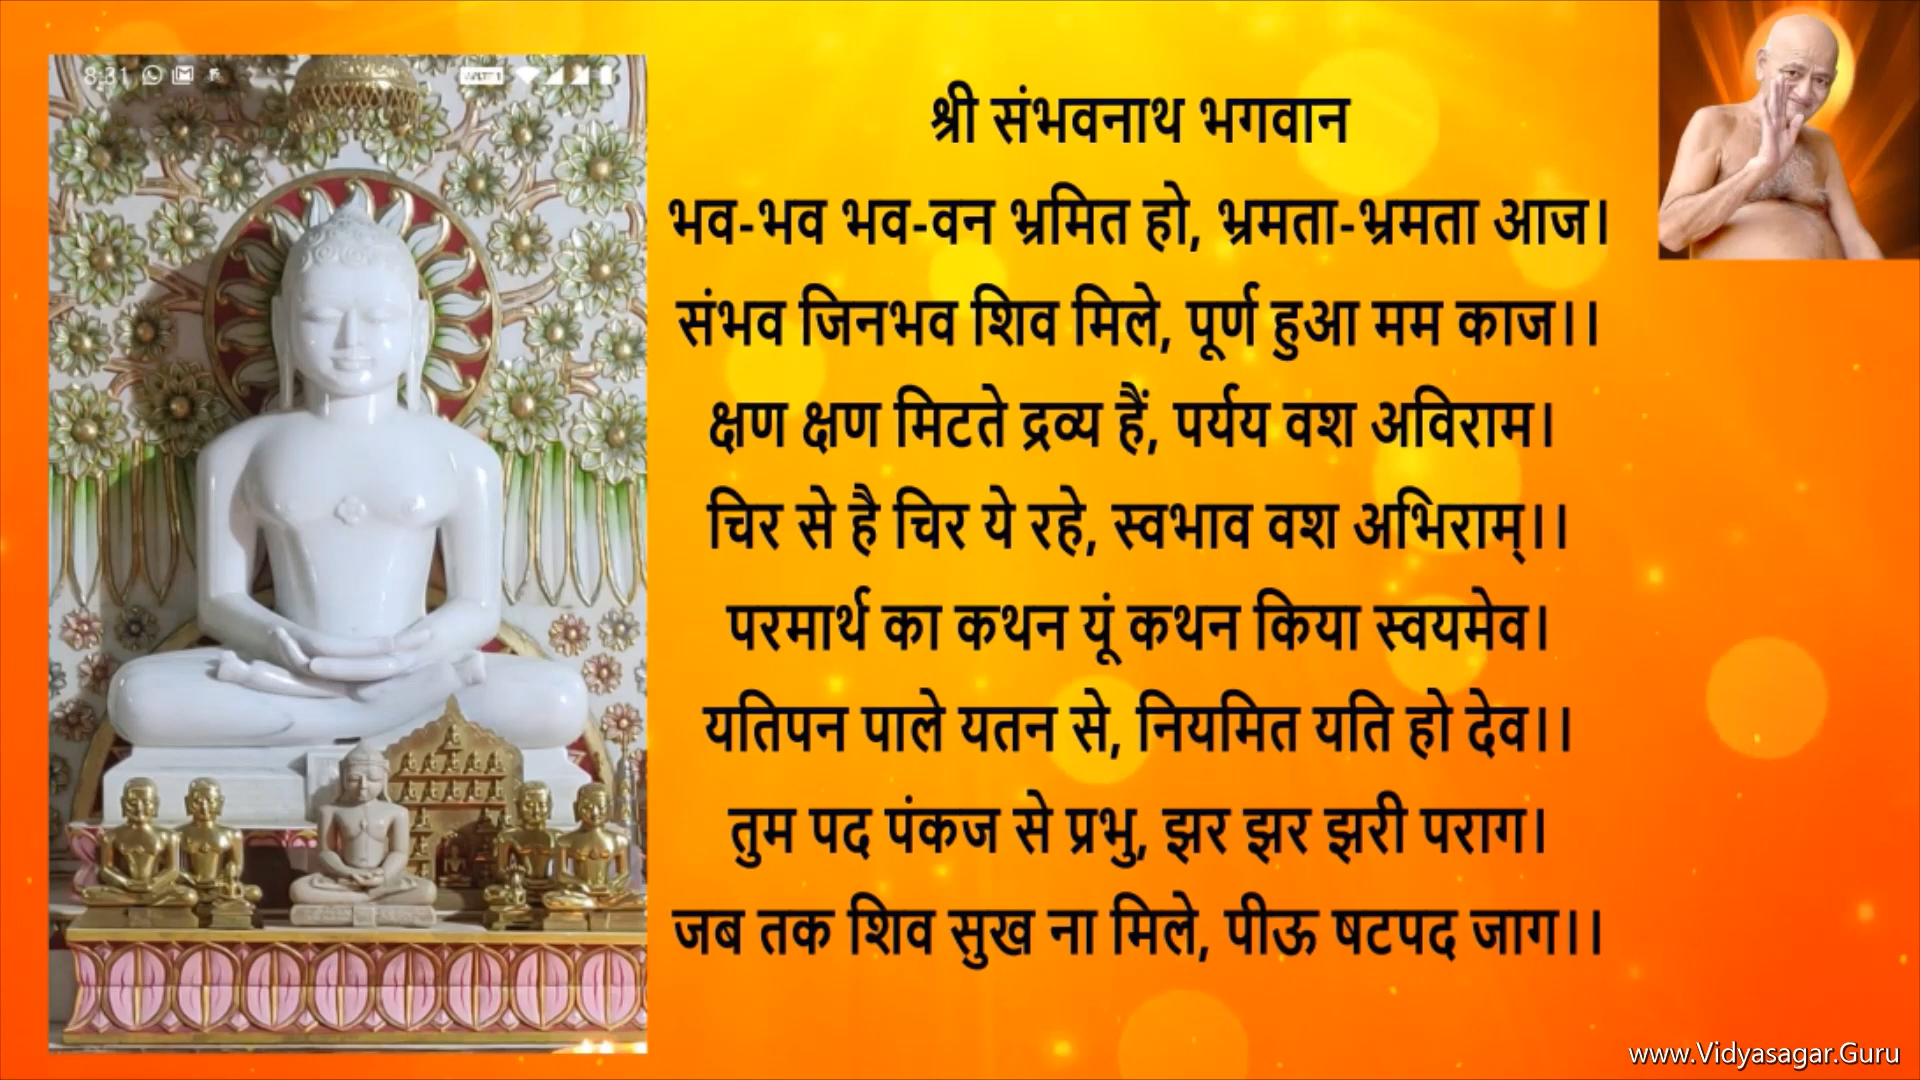 8:31
श्री संभवनाथ भगवान
भव-भव भव-वन भ्रमित हो, भ्रमता-भ्रमता आज।
संभव जिनभव शिव मिले, पूर्ण हुआ मम काज।।
क्षण क्षण मिटते द्रव्य हैं, पर्यय वश अविराम।
चिर से है चिर ये रहे, स्वभाव वश अभिराम्।।
परमार्थ का कथन यूं कथन किया स्वयमेव।
यतिपन पाले यतन से, नियमित यति हो देव।।
तुम पद पंकज से प्रभु, झर झर झरी पराग।
जब तक शिव सुख ना मिले, पीऊ षटपद जाग।।
www.Vidyasagar.Guru